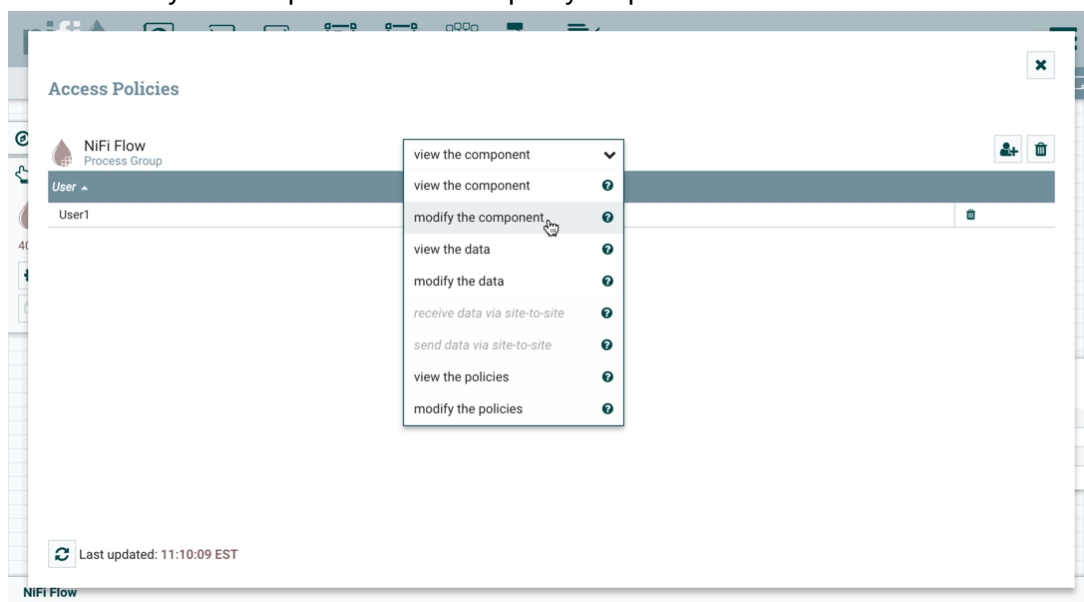 Access Policies
NiFi Flow
Process Group
view the component
User
view the component
User1
modify the component
view the data
modify the data
receive data via site-to-site
send data via site-to-site
view the policies
modify the policies
Last updated: 11:10:09 EST
NiFi Flow